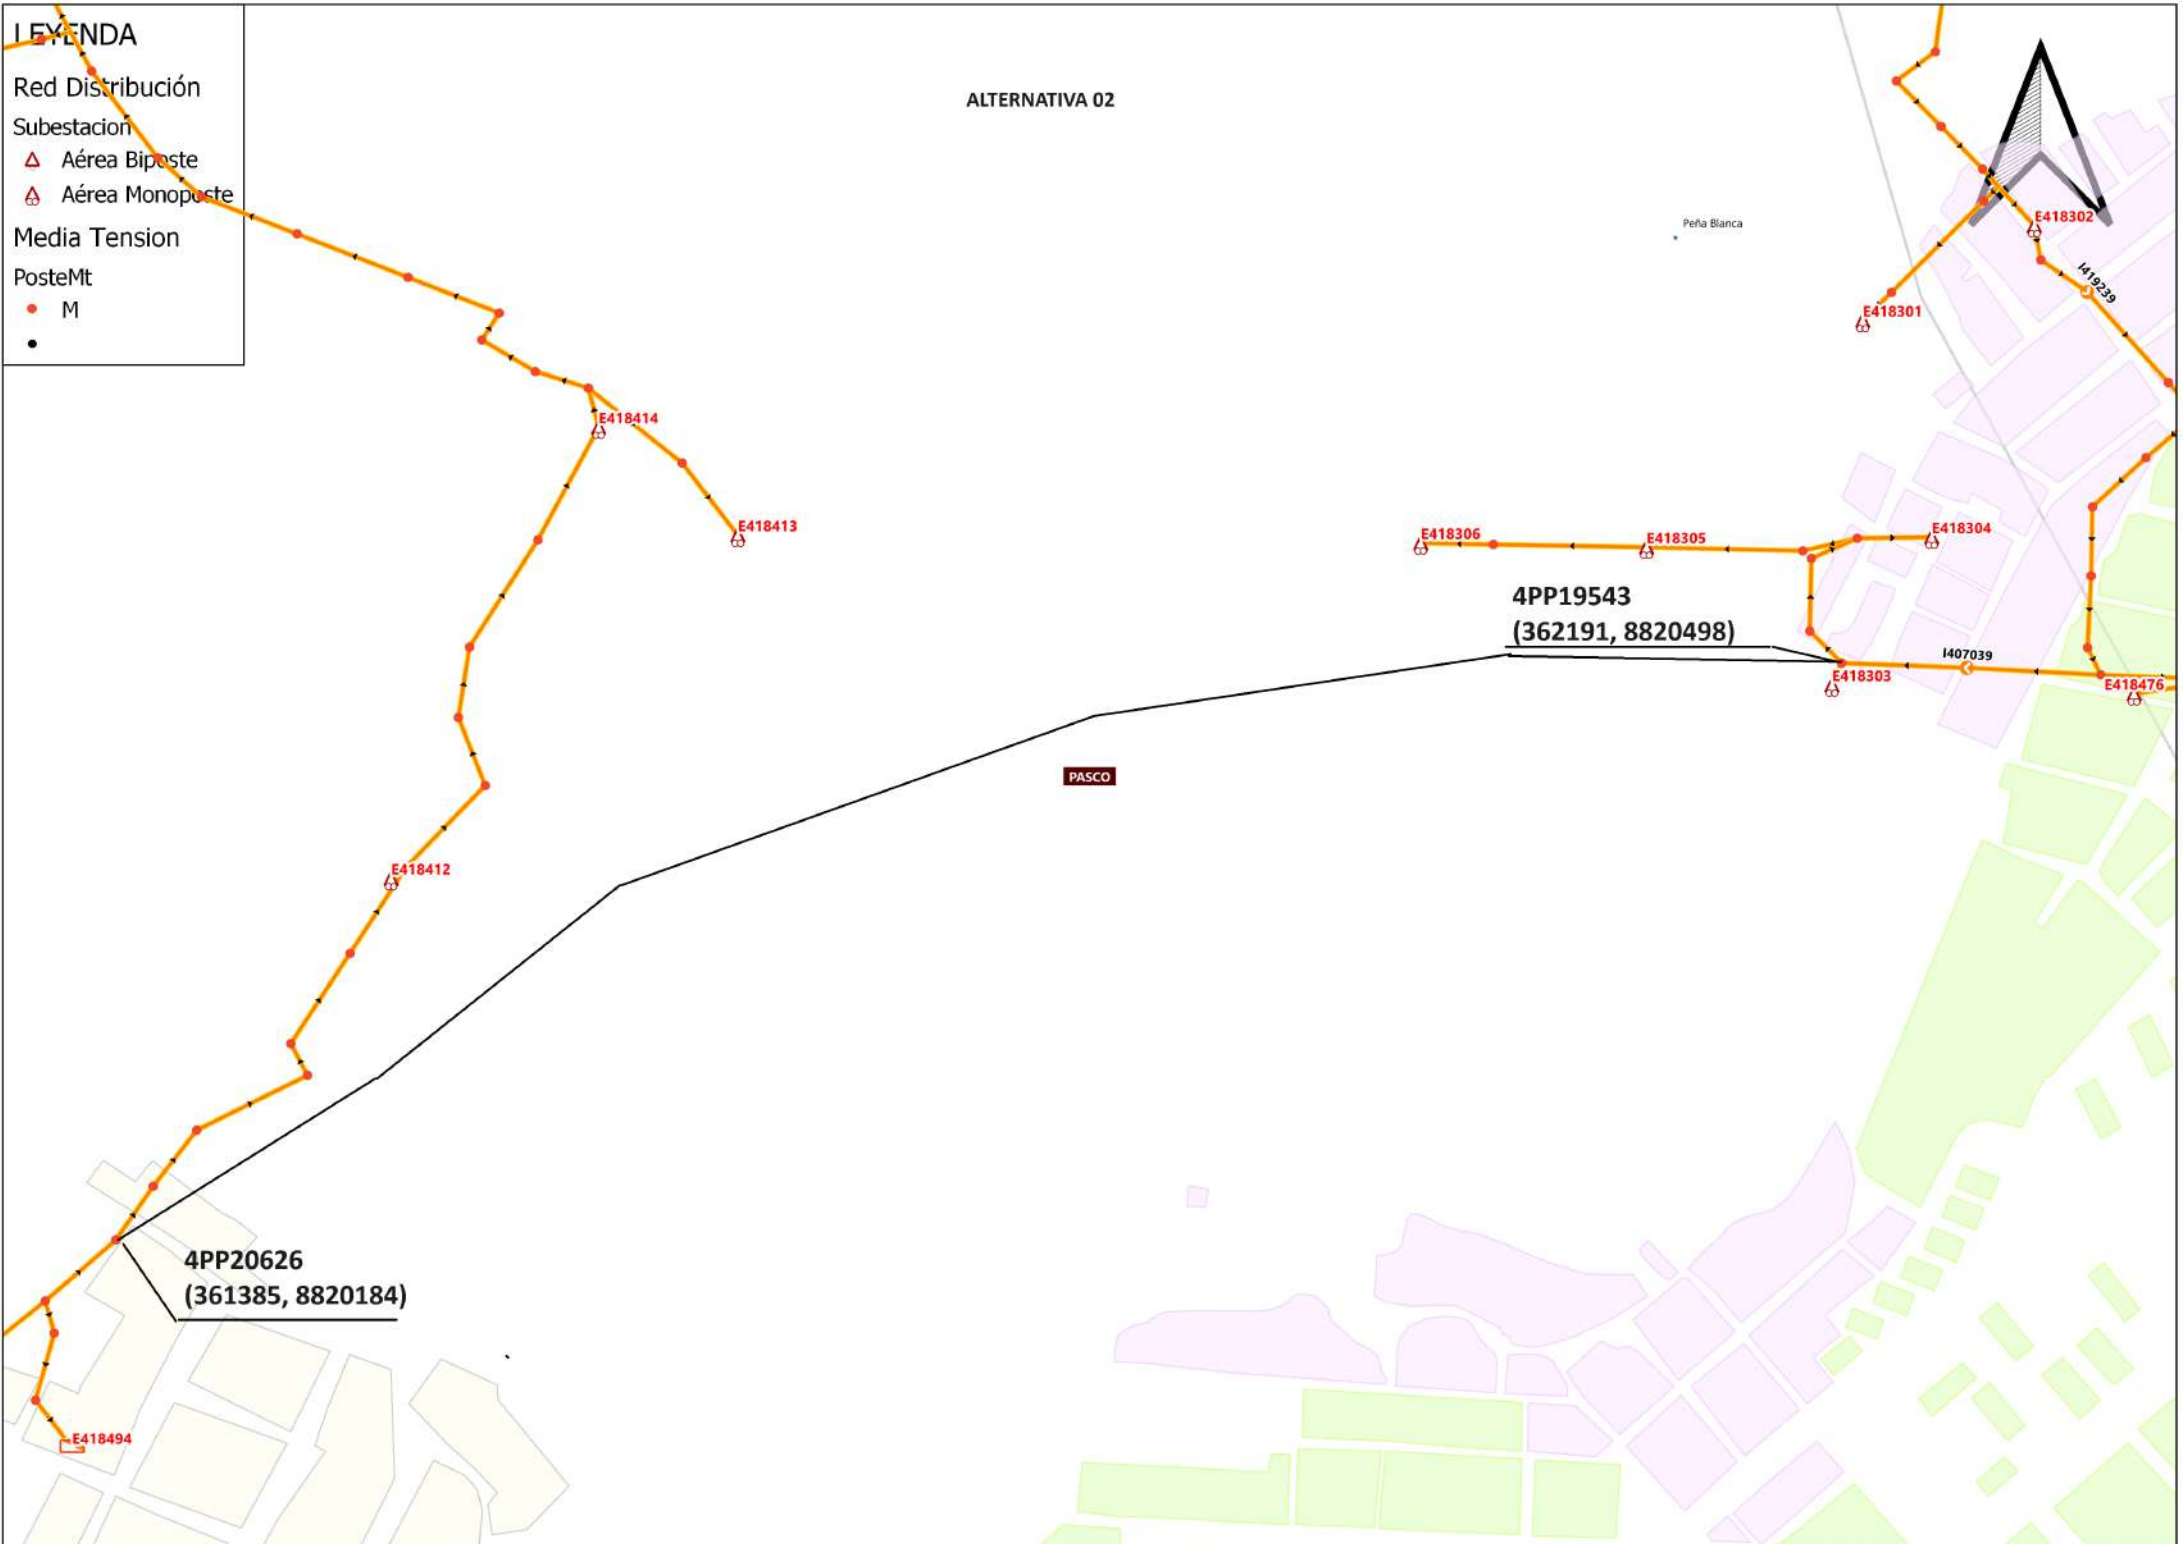 LEYENDA
Red Distribución
Subestacion
Aérea Biposte
Aérea Monoposte
Media Tension
PosteMt
M
ALTERNATIVA 02
Peña Blanca
E418302
I419239
E418301
E418414
E418413
E418306
E418305
E418304
4PP19543
(362191, 8820498)
I407039
E418303
E418476
PASCO
E418412
4PP20626
(361385, 8820184)
E418494